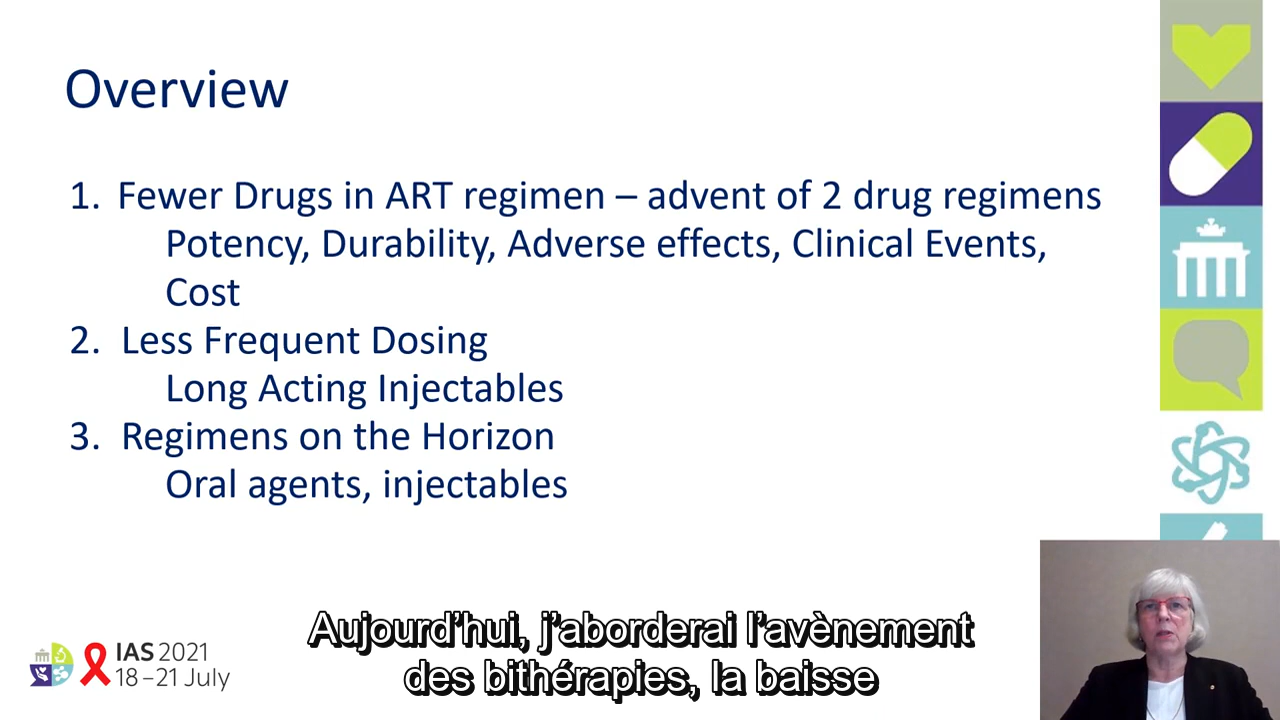 Overview
1. Fewer Drugs in ART regimen – advent of 2 drug regimens
Potency, Durability, Adverse effects, Clinical Events,
Cost
2. Less Frequent Dosing
Long Acting Injectables
3. Regimens on the Horizon
Oral agents, injectables
Aujourd’hui, j’aborderai l’avènement
des bithérapies, la baisse
IAS 2021
18–21 July